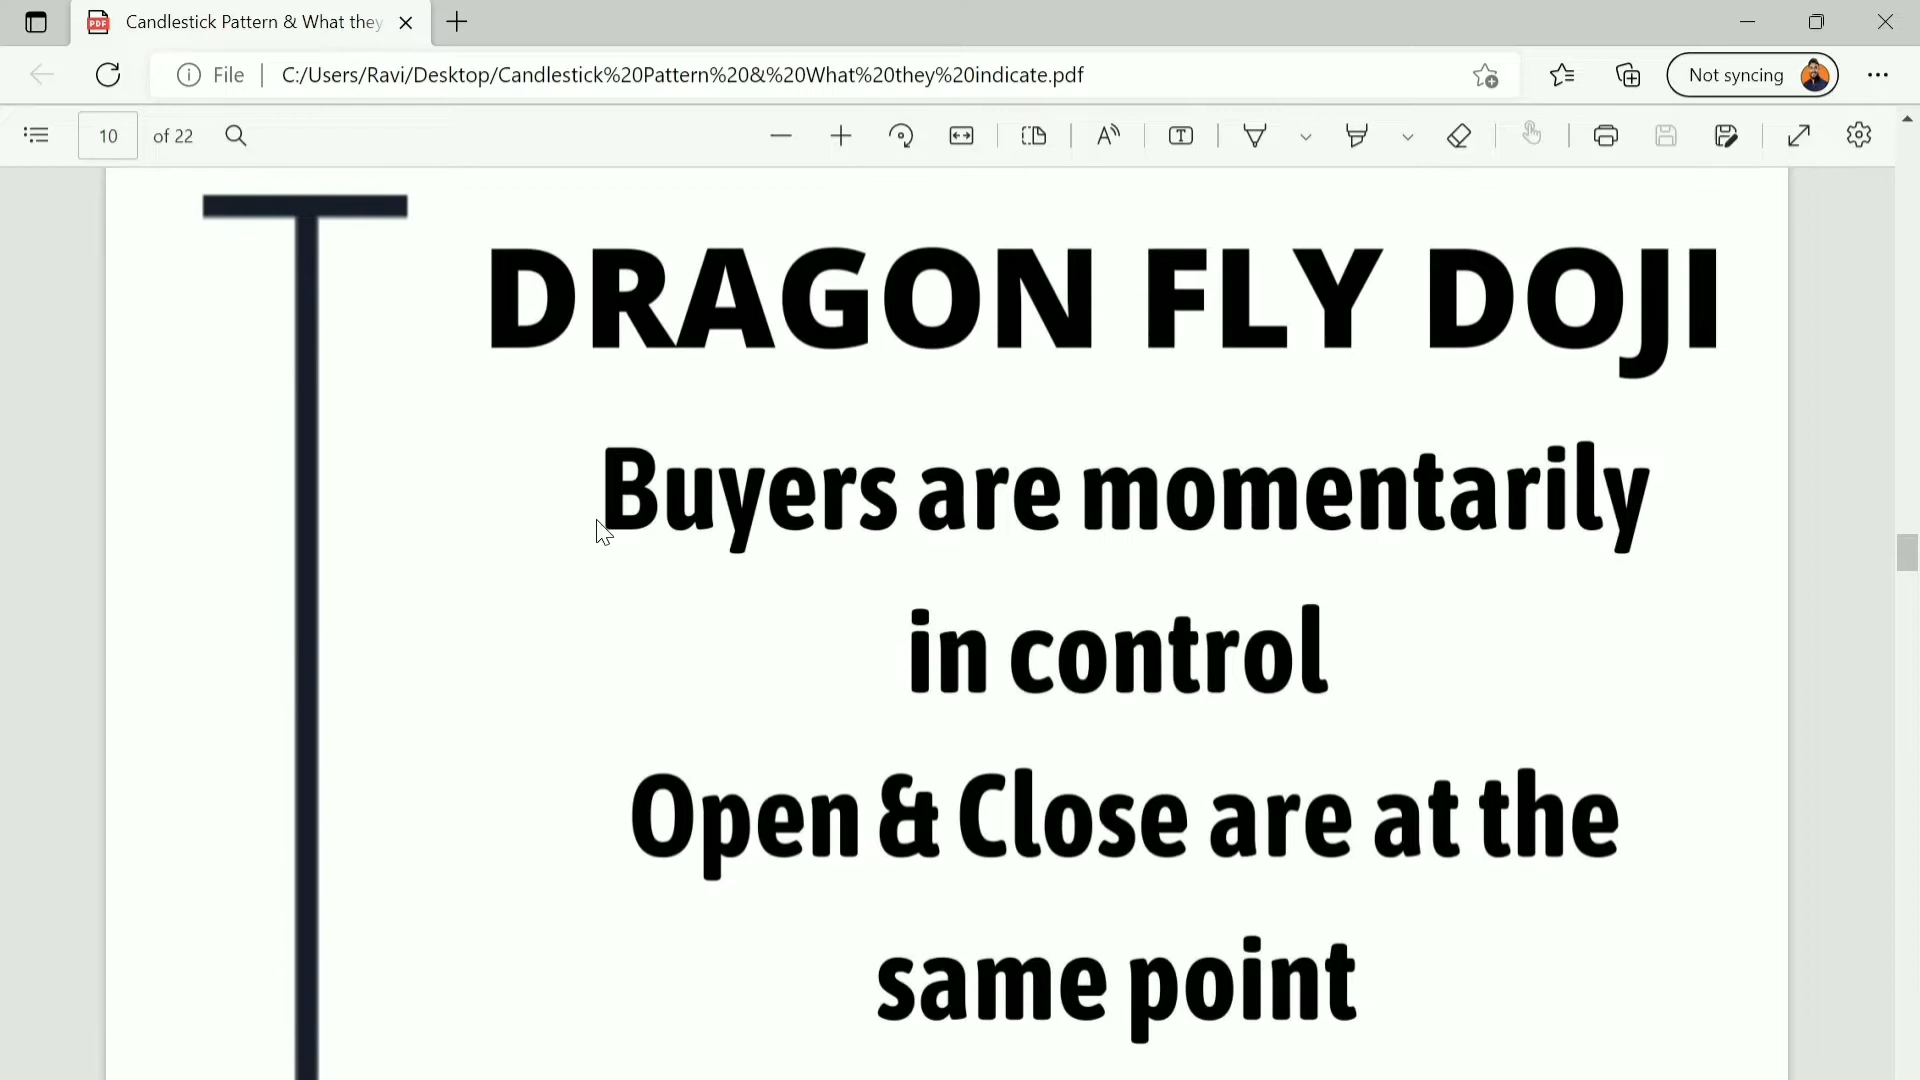 Candlestick Pattern & What they
File
C:/Users/Ravi/Desktop/Candlestick%20Pattern%20&%20What%20they%20indicate.pdf
Not syncing
10 of 22
DRAGON FLY DOJI
Buyers are momentarily
in control
Open & Close are at the
same point